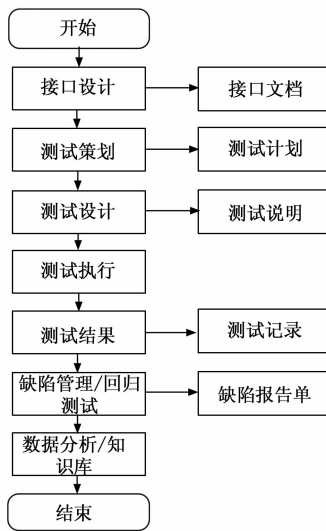 开始
接口设计
接口文档
测试策划
测试计划
测试设计
测试说明
测试执行
测试结果
测试记录
缺陷管理/回归
测试
缺陷报告单
数据分析/知
识库
结束